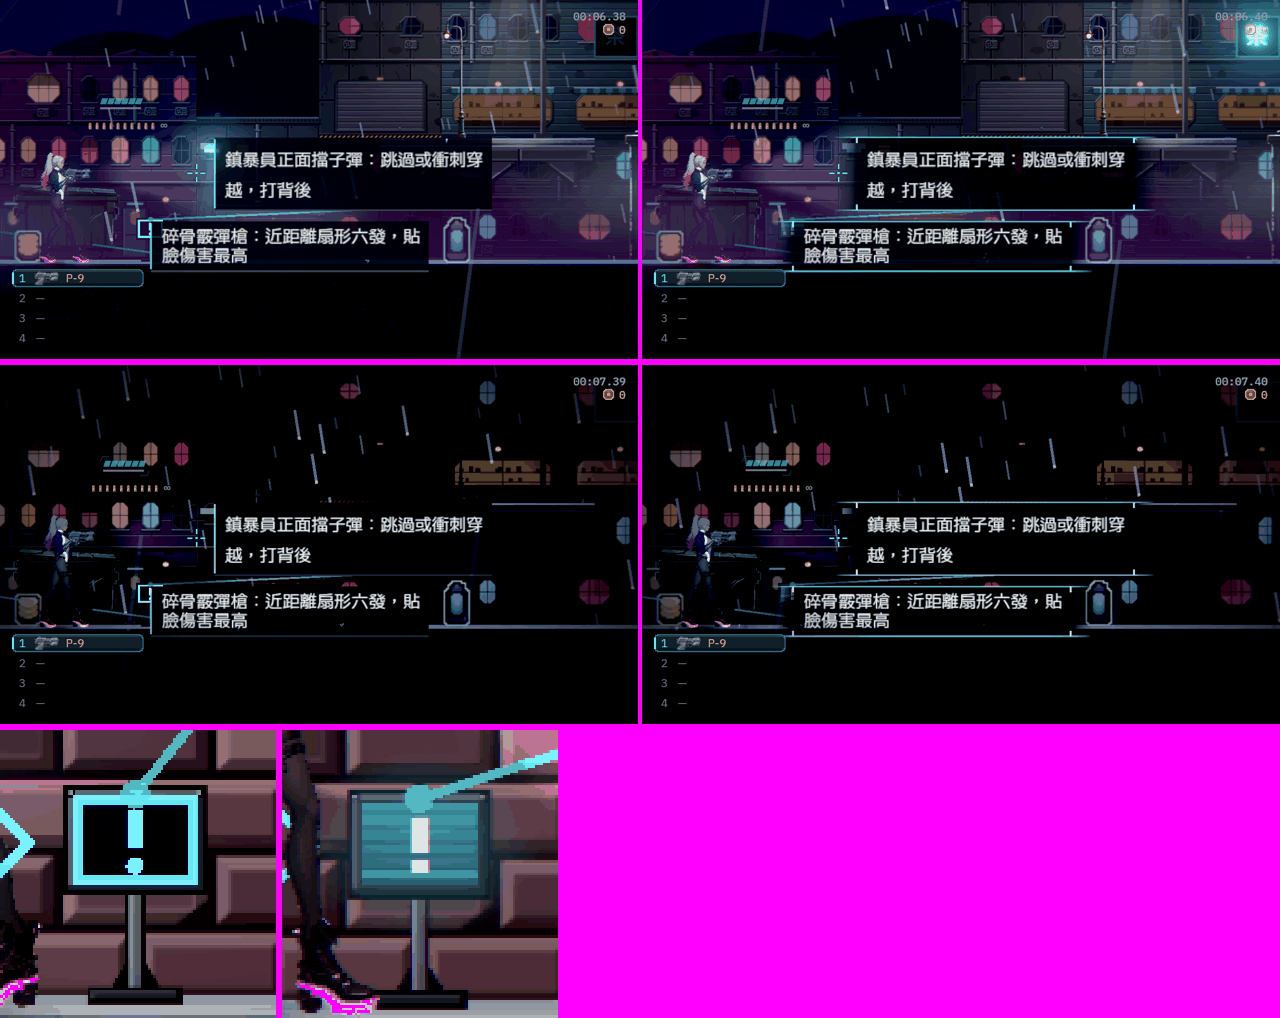 00:06.38
0
鎮暴員正面擋子彈：跳過或衝刺穿
越，打背後
碎骨霰彈槍：近距離扇形六發，貼
臉傷害最高
1 P-9
2 —
3 —
4 —
00:06.40
0
鎮暴員正面擋子彈：跳過或衝刺穿
越，打背後
碎骨霰彈槍：近距離扇形六發，貼
臉傷害最高
1 P-9
2 —
3 —
4 —
00:07.39
0
∞
鎮暴員正面擋子彈：跳過或衝刺穿
越，打背後
碎骨霰彈槍：近距離扇形六發，貼
臉傷害最高
1 P-9
2 —
3 —
4 —
00:07.40
0
∞
鎮暴員正面擋子彈：跳過或衝刺穿
越，打背後
碎骨霰彈槍：近距離扇形六發，貼
臉傷害最高
1 P-9
2 —
3 —
4 —
!
!